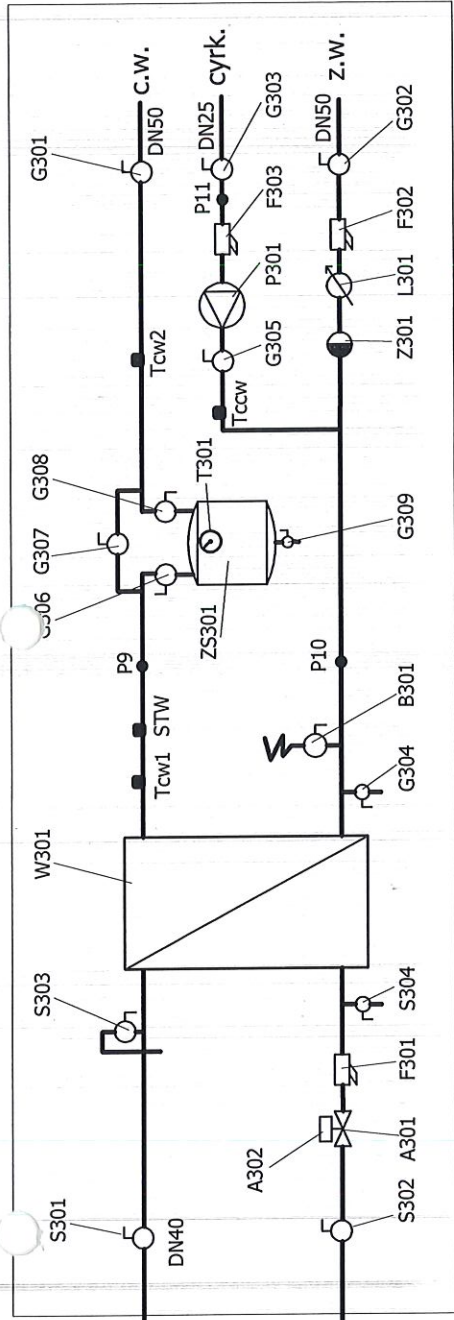 S301
DN40
S303
W301
Tcw1
STW
P9
G306
G307
G308
Tcw2
G301
DN50
c.w.
ZS301
T301
G309
Tccw
G305
P301
F303
P11
G303
DN25
cyrk.
S302
A302
A301
F301
S304
G304
B301
P10
Z301
L301
F302
G302
DN50
z.w.